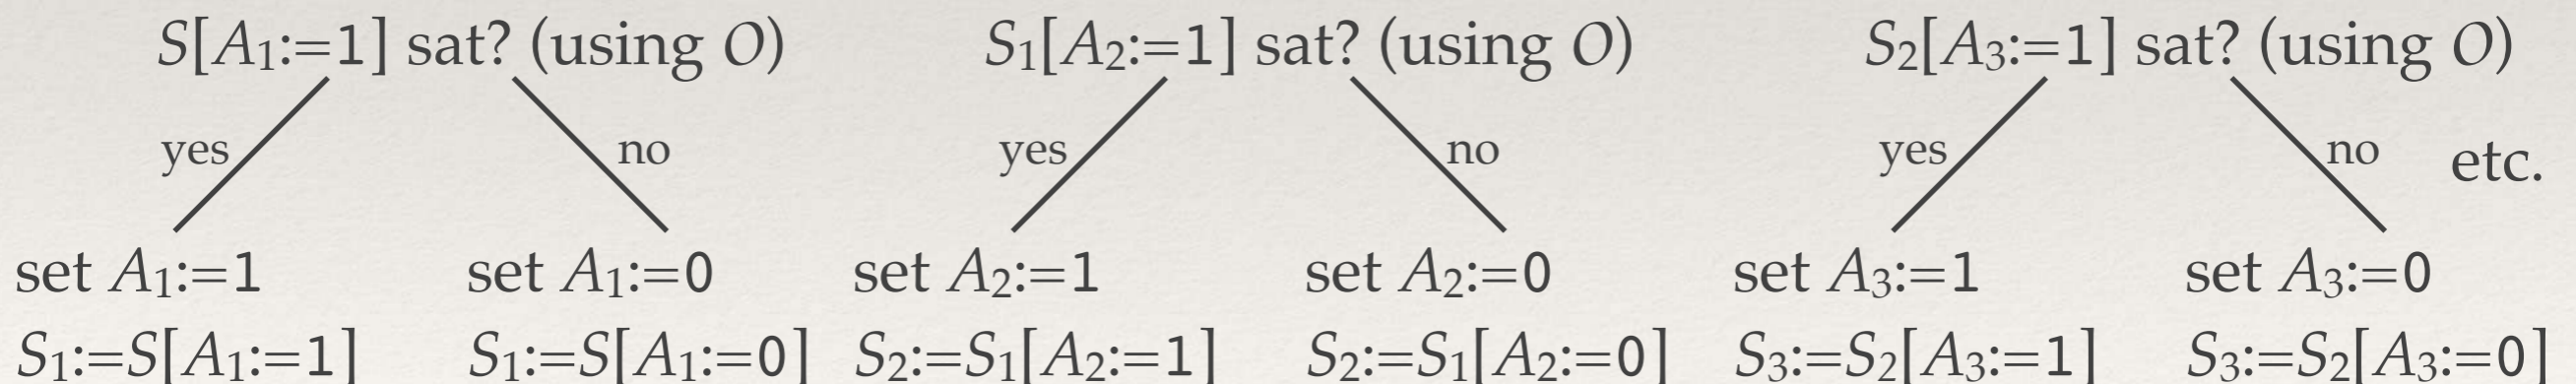 S[A₁:=1] sat? (using O) S₁[A₂:=1] sat? (using O) S₂[A₃:=1] sat? (using O)
yes no yes no yes no etc.
set A₁:=1 set A₁:=0 set A₂:=1 set A₂:=0 set A₃:=1 set A₃:=0
S₁:=S[A₁:=1] S₁:=S[A₁:=0] S₂:=S₁[A₂:=1] S₂:=S₁[A₂:=0] S₃:=S₂[A₃:=1] S₃:=S₂[A₃:=0]